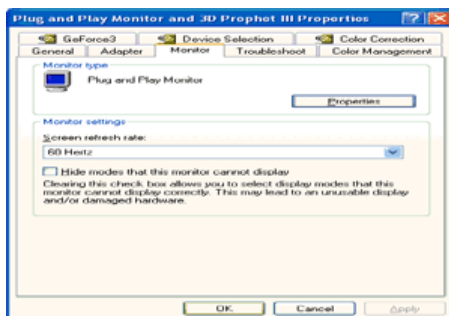 Plug and Play Monitor and 3D Prophet III Properties
GeForce3 Device Selection Color Correction
General Adapter Monitor Troubleshoot Color Management
Monitor type
Plug and Play Monitor
Properties
Monitor settings
Screen refresh rate:
60 Hertz
Hide modes that this monitor cannot display
Clearing this check box allows you to select display modes that this
monitor cannot display correctly. This may lead to an unusable display
and/or damaged hardware.
OK Cancel Apply